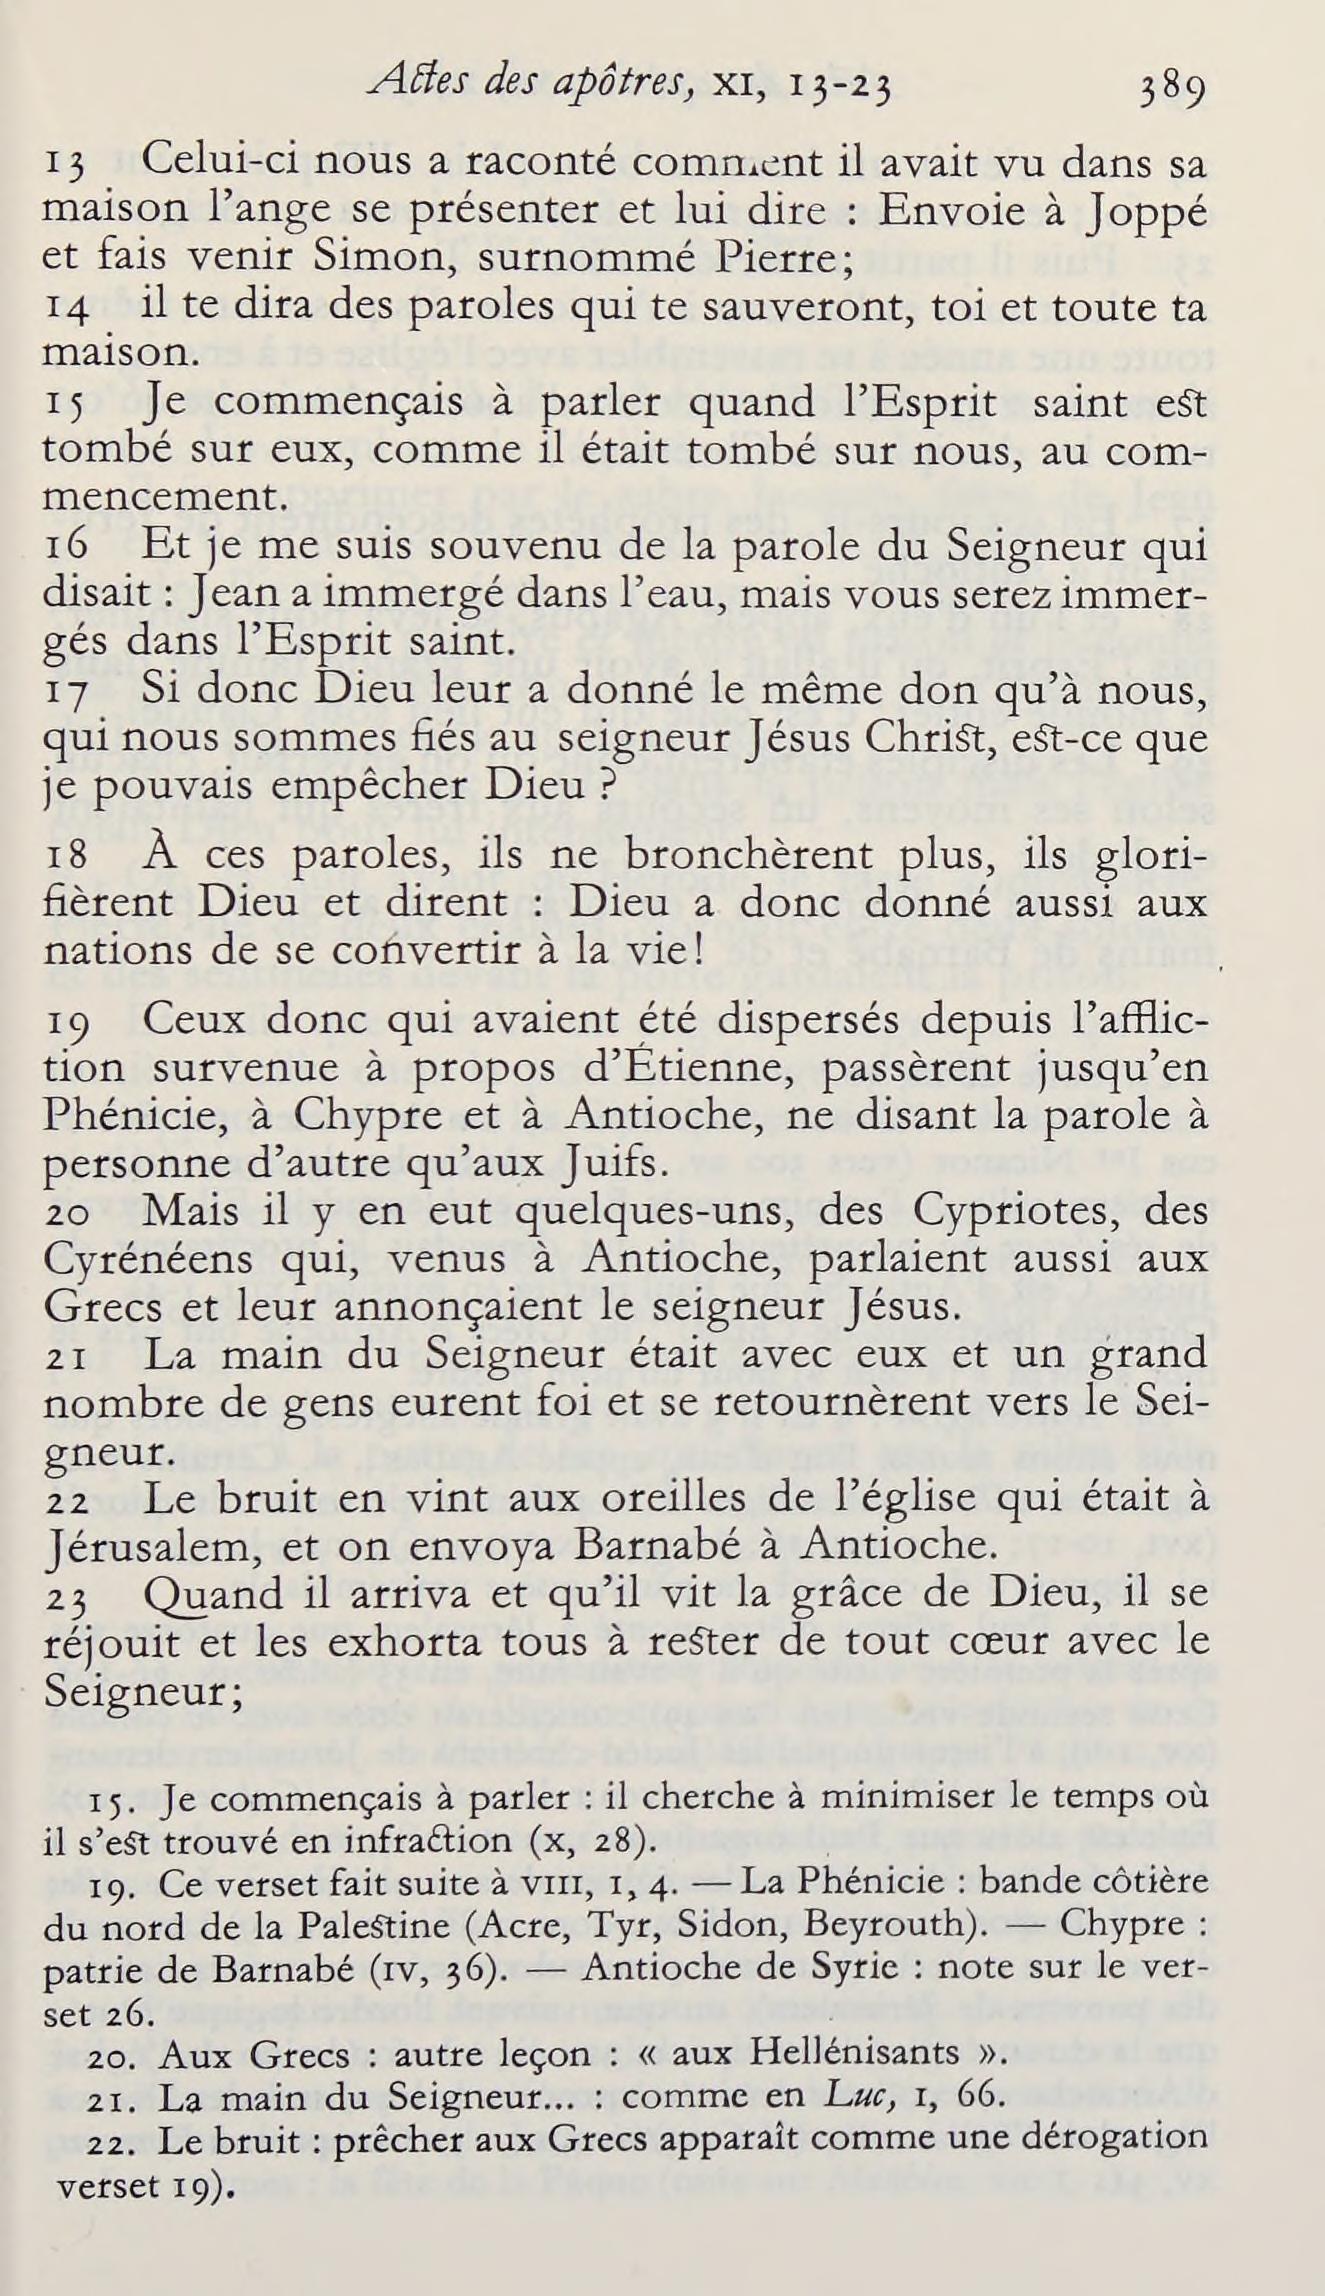 Actes des apôtres, XI, 13-23 389
13 Celui-ci nous a raconté comment il avait vu dans sa
maison l’ange se présenter et lui dire : Envoie à Joppé
et fais venir Simon, surnommé Pierre;
14 il te dira des paroles qui te sauveront, toi et toute ta
maison.
15 Je commençais à parler quand l’Esprit saint est
tombé sur eux, comme il était tombé sur nous, au com-
mencement.
16 Et je me suis souvenu de la parole du Seigneur qui
disait : Jean a immergé dans l’eau, mais vous serez immer-
gés dans l’Esprit saint.
17 Si donc Dieu leur a donné le même don qu’à nous,
qui nous sommes fiés au seigneur Jésus Christ, est-ce que
je pouvais empêcher Dieu ?
18 À ces paroles, ils ne bronchèrent plus, ils glori-
fièrent Dieu et dirent : Dieu a donc donné aussi aux
nations de se convertir à la vie!
19 Ceux donc qui avaient été dispersés depuis l’afflic-
tion survenue à propos d’Étienne, passèrent jusqu’en
Phénicie, à Chypre et à Antioche, ne disant la parole à
personne d’autre qu’aux Juifs.
20 Mais il y en eut quelques-uns, des Cypriotes, des
Cyrénéens qui, venus à Antioche, parlaient aussi aux
Grecs et leur annonçaient le seigneur Jésus.
21 La main du Seigneur était avec eux et un grand
nombre de gens eurent foi et se retournèrent vers le Sei-
gneur.
22 Le bruit en vint aux oreilles de l’église qui était à
Jérusalem, et on envoya Barnabé à Antioche.
23 Quand il arriva et qu’il vit la grâce de Dieu, il se
réjouit et les exhorta tous à rester de tout cœur avec le
Seigneur;
15. Je commençais à parler : il cherche à minimiser le temps où
il s’est trouvé en infraction (X, 28).
19. Ce verset fait suite à VIII, 1, 4. — La Phénicie : bande côtière
du nord de la Palestine (Acre, Tyr, Sidon, Beyrouth). — Chypre :
patrie de Barnabé (IV, 36). — Antioche de Syrie : note sur le ver-
set 26.
20. Aux Grecs : autre leçon : « aux Hellénisants ».
21. La main du Seigneur... : comme en Luc, I, 66.
22. Le bruit : prêcher aux Grecs apparaît comme une dérogation
verset 19).